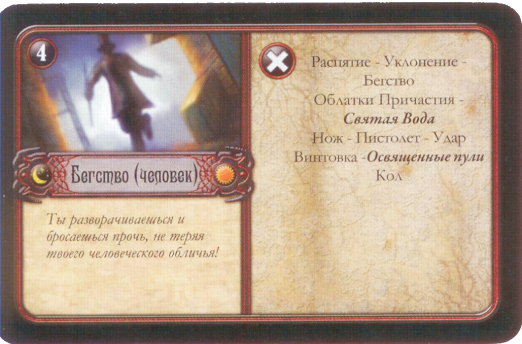 4
Бегство (человек)
Ты разворачиваешься и
бросаешься прочь, не теряя
твоего человеческого обличья!
Распятие - Уклонение -
Бегство
Облатки Причастия -
Святая Вода
Нож - Пистолет - Удар
Винтовка -Освященные пули
Кол